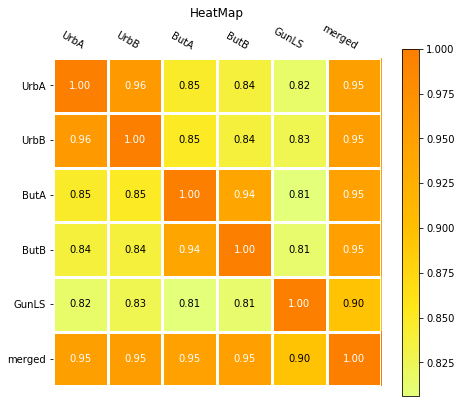 HeatMap
UrbA UrbB ButA ButB GunLS merged
UrbA 1.00 0.96 0.85 0.84 0.82 0.95
UrbB 0.96 1.00 0.85 0.84 0.83 0.95
ButA 0.85 0.85 1.00 0.94 0.81 0.95
ButB 0.84 0.84 0.94 1.00 0.81 0.95
GunLS 0.82 0.83 0.81 0.81 1.00 0.90
merged 0.95 0.95 0.95 0.95 0.90 1.00
1.000
0.975
0.950
0.925
0.900
0.875
0.850
0.825